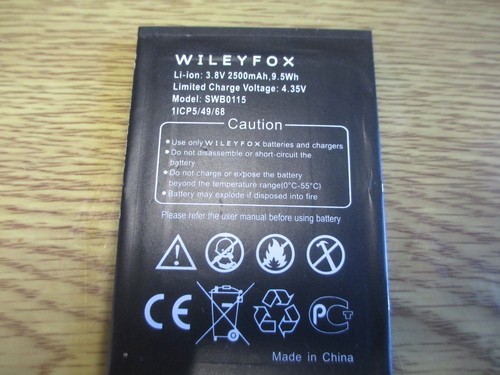 WILEYFOX
Li-ion: 3.8V 2500mAh,9.5Wh
Limited Charge Voltage: 4.35V
Model: SWB0115
1ICP5/49/68
Caution
• Use only WILEYFOX batteries and chargers
• Do not disassemble or short-circuit the
battery
• Do not charge or expose the battery
beyond the temperature range(0°C-55°C)
• Battery may explode if disposed into fire
Please refer the user manual before using battery
CE
PCT
Made in China